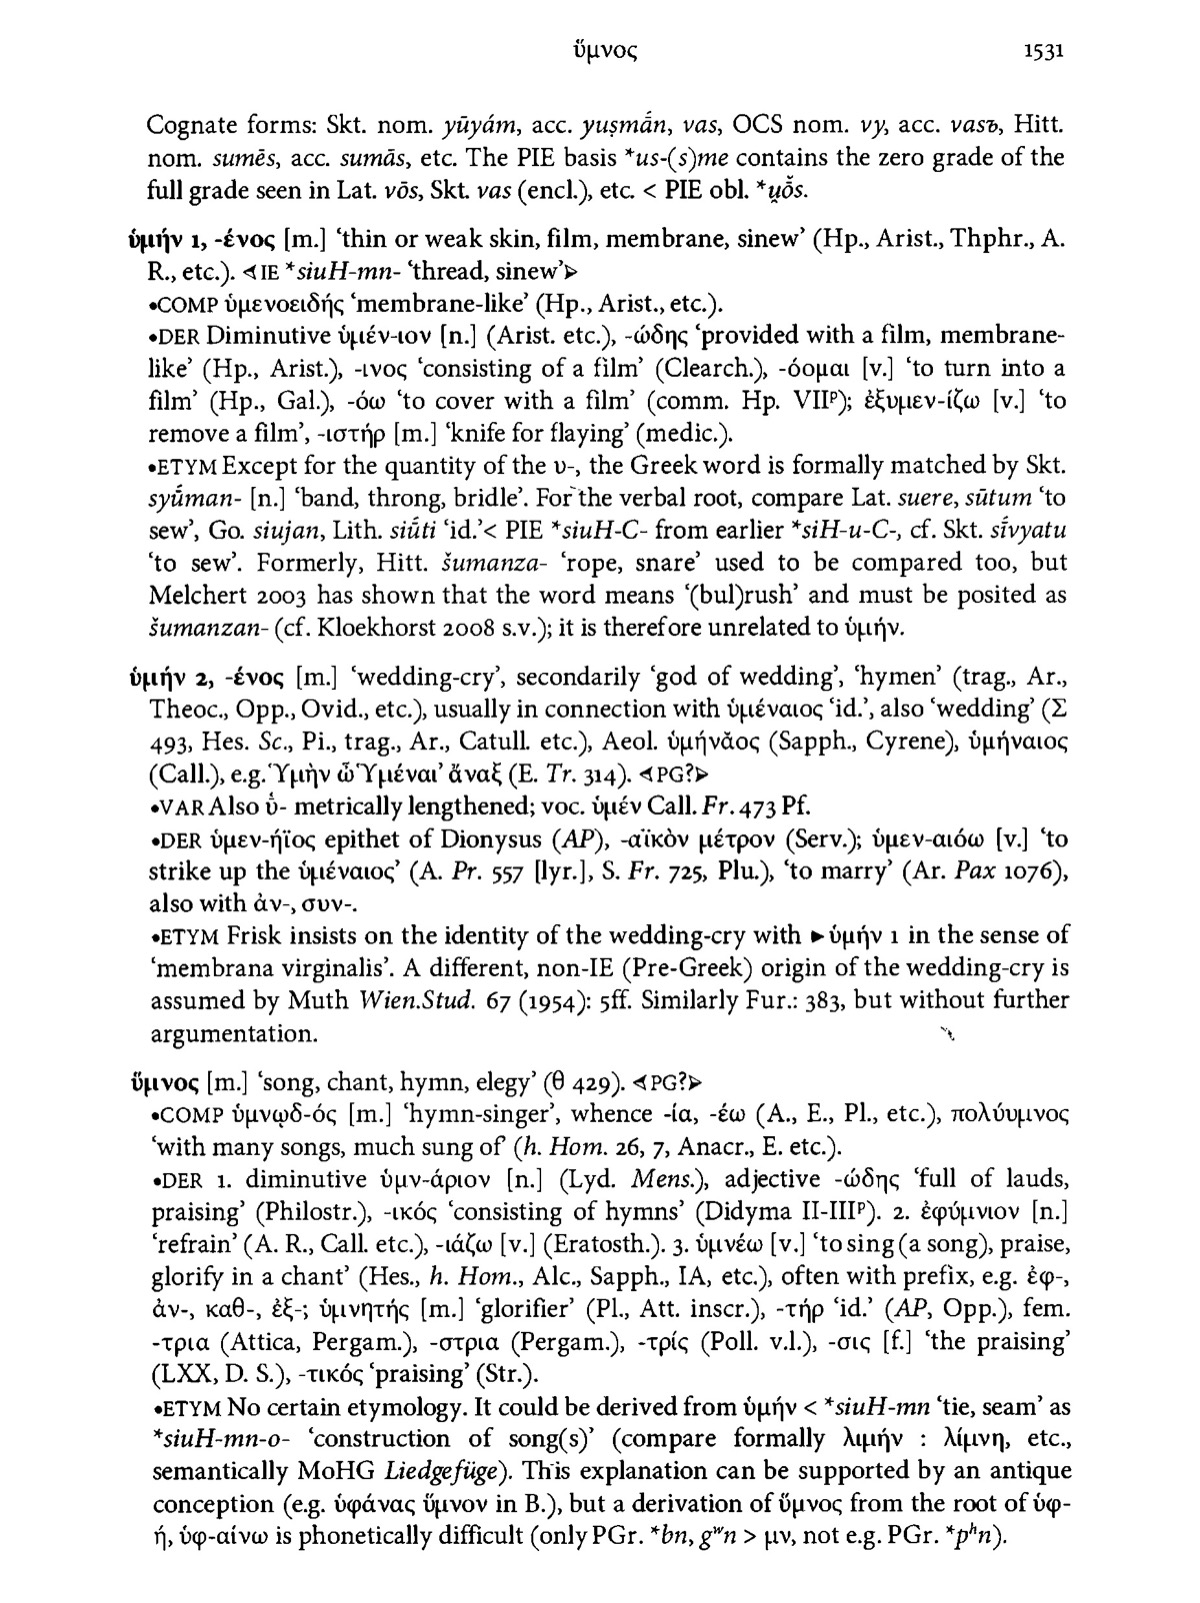 ὕμνος 1531
Cognate forms: Skt. nom. yūyám, acc. yuṣmā́n, vas, OCS nom. vy, acc. vasъ, Hitt.
nom. sumēs, acc. sumās, etc. The PIE basis *us-(s)me contains the zero grade of the
full grade seen in Lat. vōs, Skt. vas (encl.), etc. < PIE obl. *u̯ō̆s.
ὑμήν 1, -ένος [m.] ‘thin or weak skin, film, membrane, sinew’ (Hp., Arist., Thphr., A.
R., etc.). ⊲IE *siuH-mn- ‘thread, sinew’⊳
•COMP ὑμενοειδής ‘membrane-like’ (Hp., Arist., etc.).
•DER Diminutive ὑμέν-ιον [n.] (Arist. etc.), -ώδης ‘provided with a film, membrane-
like’ (Hp., Arist.), -ινος ‘consisting of a film’ (Clearch.), -όομαι [v.] ‘to turn into a
film’ (Hp., Gal.), -όω ‘to cover with a film’ (comm. Hp. VIIᵖ); ἐξυμεν-ίζω [v.] ‘to
remove a film’, -ιστήρ [m.] ‘knife for flaying’ (medic.).
•ETYM Except for the quantity of the υ-, the Greek word is formally matched by Skt.
syū́man- [n.] ‘band, throng, bridle’. For the verbal root, compare Lat. suere, sūtum ‘to
sew’, Go. siujan, Lith. siū́ti ‘id.’< PIE *siuH-C- from earlier *siH-u-C-, cf. Skt. sī́vyatu
‘to sew’. Formerly, Hitt. šumanza- ‘rope, snare’ used to be compared too, but
Melchert 2003 has shown that the word means ‘(bul)rush’ and must be posited as
šumanzan- (cf. Kloekhorst 2008 s.v.); it is therefore unrelated to ὑμήν.
ὑμήν 2, -ένος [m.] ‘wedding-cry’, secondarily ‘god of wedding’, ‘hymen’ (trag., Ar.,
Theoc., Opp., Ovid., etc.), usually in connection with ὑμέναιος ‘id.’, also ‘wedding’ (Σ
493, Hes. Sc., Pi., trag., Ar., Catull. etc.), Aeol. ὑμήνᾰος (Sapph., Cyrene), ὑμήναιος
(Call.), e.g. Ὑμὴν ὦ Ὑμέναι’ ἄναξ (E. Tr. 314). ⊲PG?⊳
•VAR Also ῡ̔- metrically lengthened; voc. ὑμέν Call. Fr. 473 Pf.
•DER ὑμεν-ήϊος epithet of Dionysus (AP), -αϊκὸν μέτρον (Serv.); ὑμεν-αιόω [v.] ‘to
strike up the ὑμέναιος’ (A. Pr. 557 [lyr.], S. Fr. 725, Plu.), ‘to marry’ (Ar. Pax 1076),
also with ἀν-, συν-.
•ETYM Frisk insists on the identity of the wedding-cry with ►ὑμήν 1 in the sense of
‘membrana virginalis’. A different, non-IE (Pre-Greek) origin of the wedding-cry is
assumed by Muth Wien.Stud. 67 (1954): 5ff. Similarly Fur.: 383, but without further
argumentation.
ὕμνος [m.] ‘song, chant, hymn, elegy’ (θ 429). ⊲PG?⊳
•COMP ὑμνῳδ-ός [m.] ‘hymn-singer’, whence -ία, -έω (A., E., Pl., etc.), πολύυμνος
‘with many songs, much sung of’ (h. Hom. 26, 7, Anacr., E. etc.).
•DER 1. diminutive ὑμν-άριον [n.] (Lyd. Mens.), adjective -ώδης ‘full of lauds,
praising’ (Philostr.), -ικός ‘consisting of hymns’ (Didyma II-IIIᵖ). 2. ἐφύμνιον [n.]
‘refrain’ (A. R., Call. etc.), -ιάζω [v.] (Eratosth.). 3. ὑμνέω [v.] ‘to sing (a song), praise,
glorify in a chant’ (Hes., h. Hom., Alc., Sapph., IA, etc.), often with prefix, e.g. ἐφ-,
ἀν-, καθ-, ἐξ-; ὑμνητής [m.] ‘glorifier’ (Pl., Att. inscr.), -τήρ ‘id.’ (AP, Opp.), fem.
-τρια (Attica, Pergam.), -στρια (Pergam.), -τρίς (Poll. v.l.), -σις [f.] ‘the praising’
(LXX, D. S.), -τικός ‘praising’ (Str.).
•ETYM No certain etymology. It could be derived from ὑμήν < *siuH-mn ‘tie, seam’ as
*siuH-mn-o- ‘construction of song(s)’ (compare formally λιμήν : λίμνη, etc.,
semantically MoHG Liedgefüge). This explanation can be supported by an antique
conception (e.g. ὑφάνας ὕμνον in B.), but a derivation of ὕμνος from the root of ὑφ-
ή, ὑφ-αίνω is phonetically difficult (only PGr. *bn, gʷn > μν, not e.g. PGr. *pʰn).